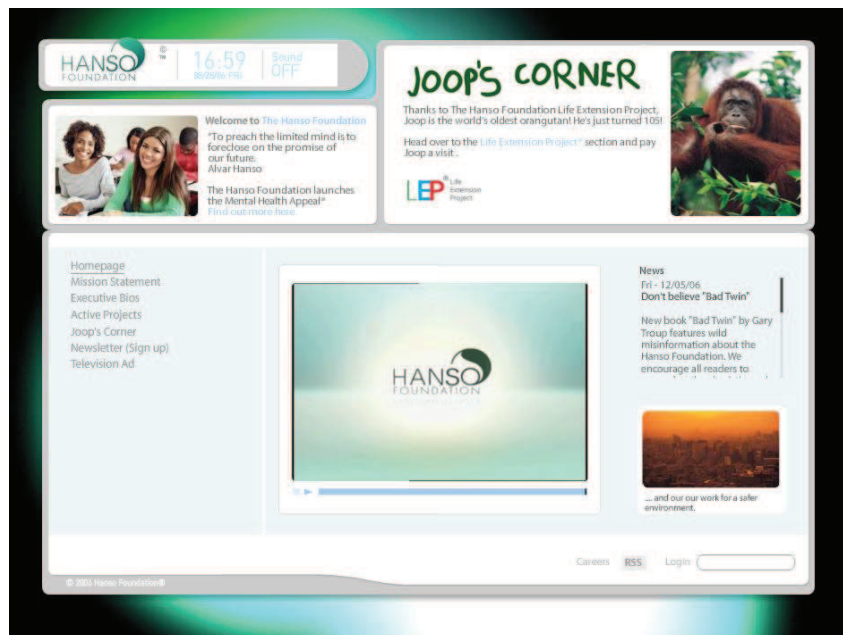 HANSO
FOUNDATION
®
™
16:59
Sound
OFF
JOOP'S CORNER
Thanks to The Hanso Foundation Life Extension Project,
Joop is the world's oldest orangutan! He's just turned 105!
Head over to the Life Extension Project® section and pay
Joop a visit .
LEP® Life
Extension
Project
Welcome to The Hanso Foundation
"To preach the limited mind is to
foreclose on the promise of
our future.
Alvar Hanso
The Hanso Foundation launches
the Mental Health Appeal®
Find out more here
Homepage
Mission Statement
Executive Bios
Active Projects
Joop's Corner
Newsletter (Sign up)
Television Ad
HANSO
FOUNDATION
News
Fri - 12/05/06
Don't believe "Bad Twin"
New book "Bad Twin" by Gary
Troup features wild
misinformation about the
Hanso Foundation. We
encourage all readers to
.... and our our work for a safer
environment.
Careers RSS Login
© 2006 Hanso Foundation®